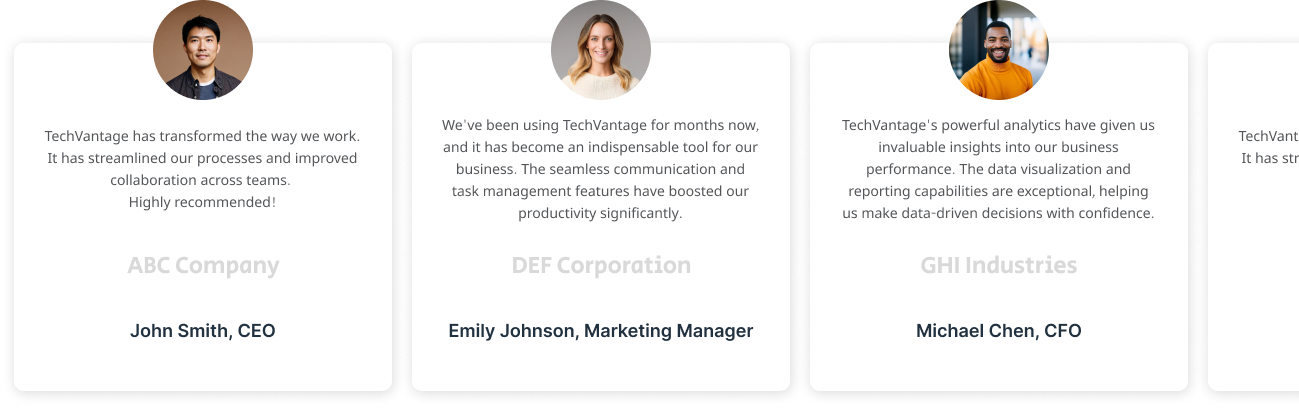 TechVantage has transformed the way we work.
It has streamlined our processes and improved
collaboration across teams.
Highly recommended!
ABC Company
John Smith, CEO
We've been using TechVantage for months now,
and it has become an indispensable tool for our
business. The seamless communication and
task management features have boosted our
productivity significantly.
DEF Corporation
Emily Johnson, Marketing Manager
TechVantage's powerful analytics have given us
invaluable insights into our business
performance. The data visualization and
reporting capabilities are exceptional, helping
us make data-driven decisions with confidence.
GHI Industries
Michael Chen, CFO
TechVant
It has str